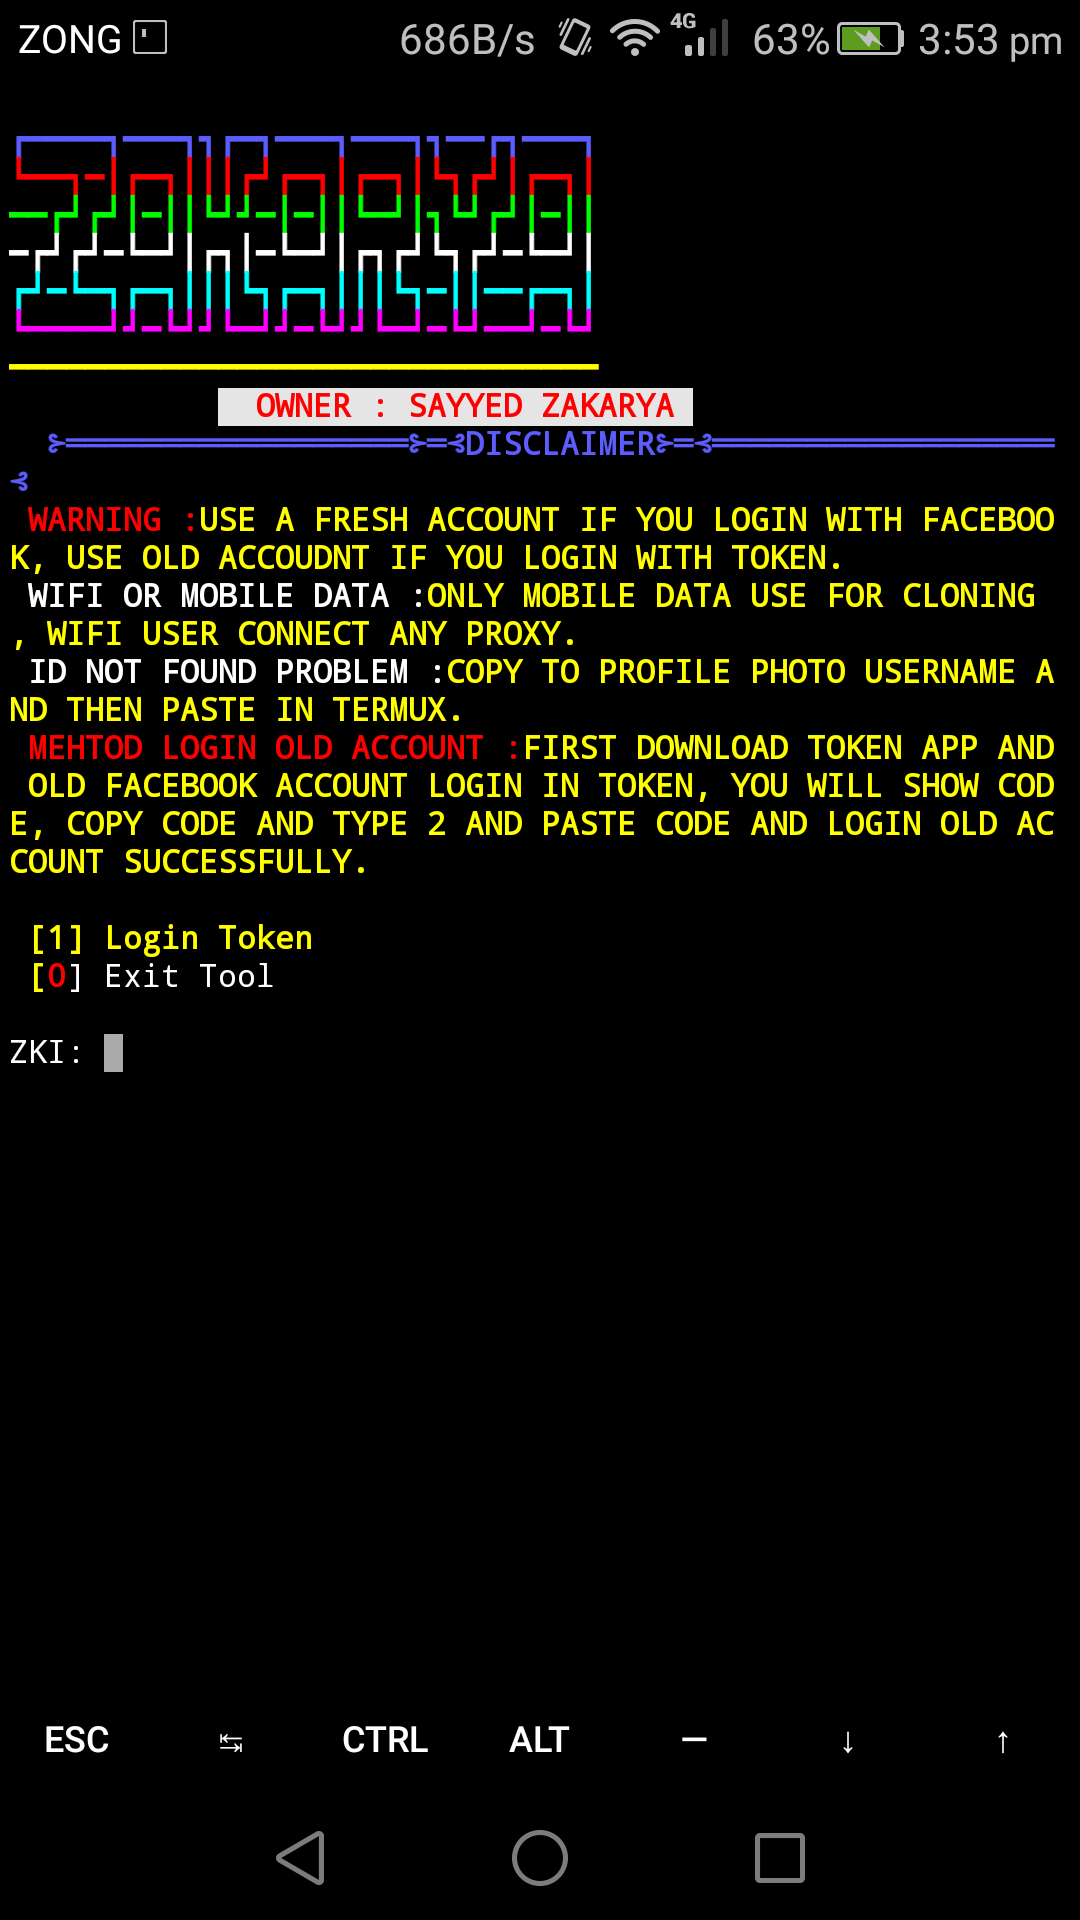 ZONG 686B/s 4G 63% 3:53 pm
OWNER : SAYYED ZAKARYA
⊱════════════════════⊱═⊰DISCLAIMER⊱═⊰════════════════════
⊰
WARNING :USE A FRESH ACCOUNT IF YOU LOGIN WITH FACEBOO
K, USE OLD ACCOUDNT IF YOU LOGIN WITH TOKEN.
WIFI OR MOBILE DATA :ONLY MOBILE DATA USE FOR CLONING
, WIFI USER CONNECT ANY PROXY.
ID NOT FOUND PROBLEM :COPY TO PROFILE PHOTO USERNAME A
ND THEN PASTE IN TERMUX.
MEHTOD LOGIN OLD ACCOUNT :FIRST DOWNLOAD TOKEN APP AND
OLD FACEBOOK ACCOUNT LOGIN IN TOKEN, YOU WILL SHOW COD
E, COPY CODE AND TYPE 2 AND PASTE CODE AND LOGIN OLD AC
COUNT SUCCESSFULLY.
[1] Login Token
[0] Exit Tool
ZKI:
ESC ↹ CTRL ALT — ↓ ↑